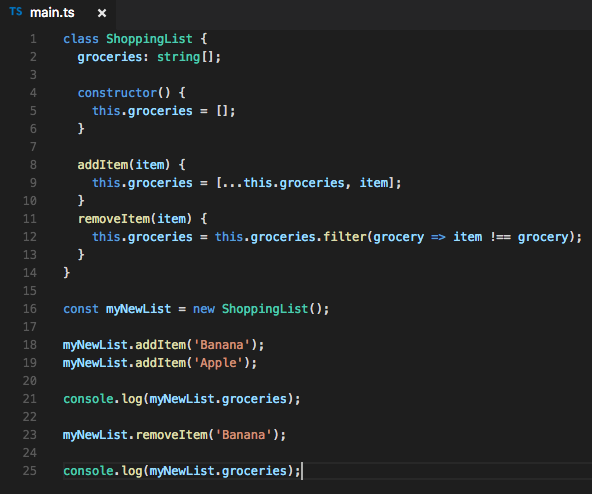 TS main.ts ×
1 class ShoppingList {
2   groceries: string[];
3
4   constructor() {
5     this.groceries = [];
6   }
7
8   addItem(item) {
9     this.groceries = [...this.groceries, item];
10   }
11   removeItem(item) {
12     this.groceries = this.groceries.filter(grocery => item !== grocery);
13   }
14 }
15
16 const myNewList = new ShoppingList();
17
18 myNewList.addItem('Banana');
19 myNewList.addItem('Apple');
20
21 console.log(myNewList.groceries);
22
23 myNewList.removeItem('Banana');
24
25 console.log(myNewList.groceries);